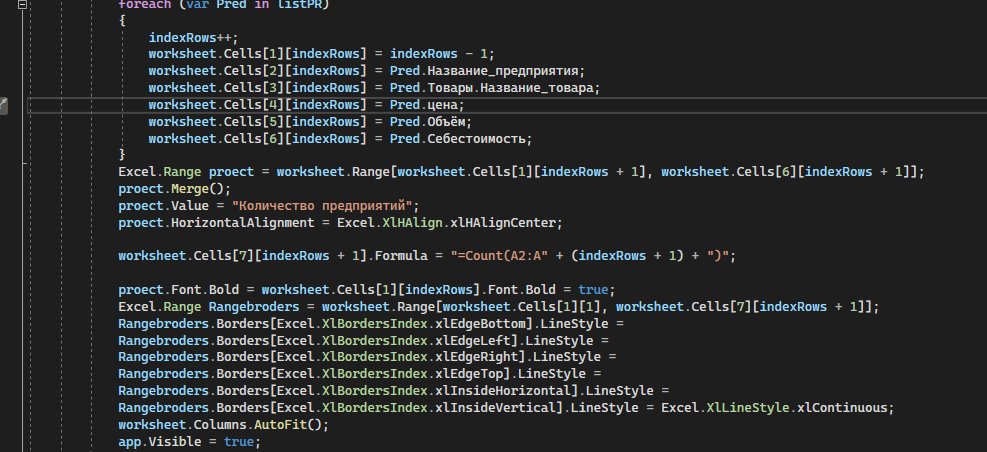 foreach (var Pred in listPR)
{
indexRows++;
worksheet.Cells[1][indexRows] = indexRows - 1;
worksheet.Cells[2][indexRows] = Pred.Название_предприятия;
worksheet.Cells[3][indexRows] = Pred.Товары.Название_товара;
worksheet.Cells[4][indexRows] = Pred.цена;
worksheet.Cells[5][indexRows] = Pred.Объём;
worksheet.Cells[6][indexRows] = Pred.Себестоимость;
}
Excel.Range proect = worksheet.Range[worksheet.Cells[1][indexRows + 1], worksheet.Cells[6][indexRows + 1]];
proect.Merge();
proect.Value = "Количество предприятий";
proect.HorizontalAlignment = Excel.XlHAlign.xlHAlignCenter;
worksheet.Cells[7][indexRows + 1].Formula = "=Count(A2:A" + (indexRows + 1) + ")";
proect.Font.Bold = worksheet.Cells[1][indexRows].Font.Bold = true;
Excel.Range Rangebroders = worksheet.Range[worksheet.Cells[1][1], worksheet.Cells[7][indexRows + 1]];
Rangebroders.Borders[Excel.XlBordersIndex.xlEdgeBottom].LineStyle =
Rangebroders.Borders[Excel.XlBordersIndex.xlEdgeLeft].LineStyle =
Rangebroders.Borders[Excel.XlBordersIndex.xlEdgeRight].LineStyle =
Rangebroders.Borders[Excel.XlBordersIndex.xlEdgeTop].LineStyle =
Rangebroders.Borders[Excel.XlBordersIndex.xlInsideHorizontal].LineStyle =
Rangebroders.Borders[Excel.XlBordersIndex.xlInsideVertical].LineStyle = Excel.XlLineStyle.xlContinuous;
worksheet.Columns.AutoFit();
app.Visible = true;